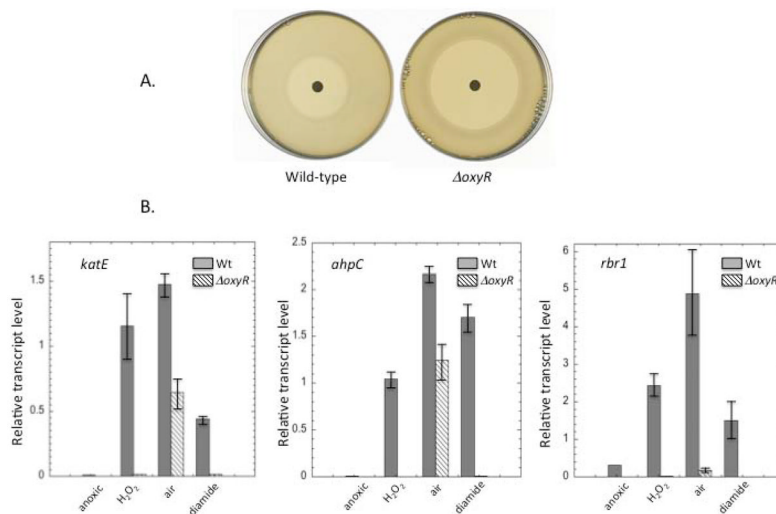 A.
Wild-type
ΔoxyR
B.
katE
Wt
ΔoxyR
Relative transcript level
1.5
1
0.5
0
anoxic
H₂O₂
air
diamide
ahpC
Wt
ΔoxyR
Relative transcript level
2.5
2
1.5
1
0.5
0
anoxic
H₂O₂
air
diamide
rbr1
Wt
ΔoxyR
Relative transcript level
6
5
4
3
2
1
0
anoxic
H₂O₂
air
diamide